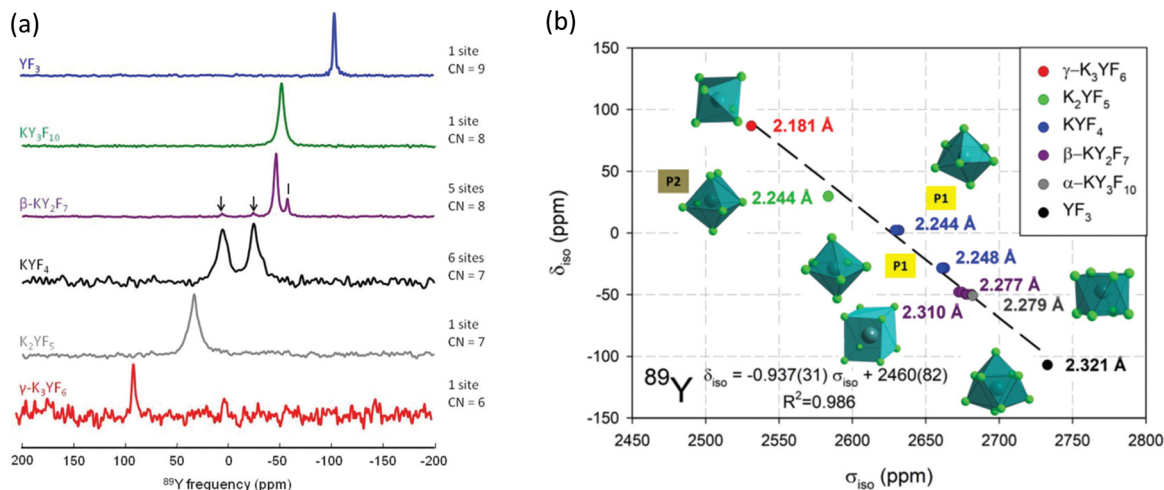 (a)
YF₃
1 site
CN = 9
KY₃F₁₀
1 site
CN = 8
β-KY₂F₇
5 sites
CN = 8
KYF₄
6 sites
CN = 7
K₂YF₅
1 site
CN = 7
γ-K₃YF₆
1 site
CN = 6
200 150 100 50 0 -50 -100 -150 -200
⁸⁹Y frequency (ppm)
(b)
150
100
50
0
-50
-100
-150
δiso (ppm)
γ–K₃YF₆
K₂YF₅
KYF₄
β–KY₂F₇
α–KY₃F₁₀
YF₃
2.181 Å
P2
2.244 Å
P1
2.244 Å
P1
2.248 Å
2.277 Å
2.310 Å
2.279 Å
2.321 Å
⁸⁹Y
δiso = -0.937(31) σiso + 2460(82)
R²=0.986
2450 2500 2550 2600 2650 2700 2750 2800
σiso (ppm)